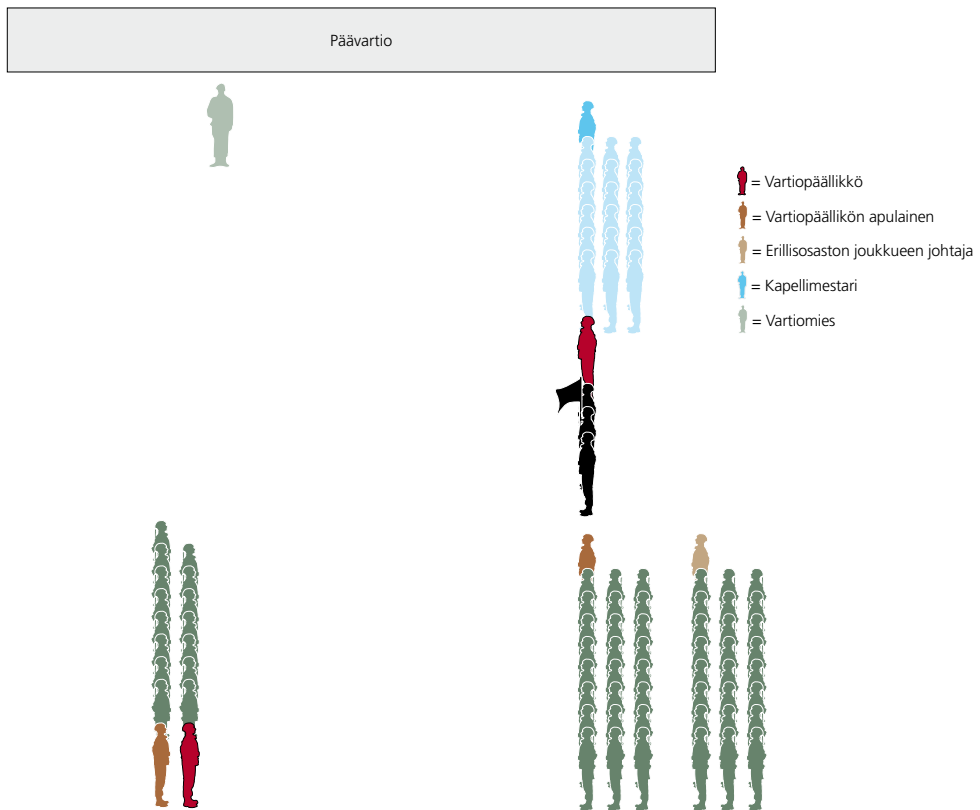 Päävartio
= Vartiopäällikkö
= Vartiopäällikön apulainen
= Erillisosaston joukkueen johtaja
= Kapellimestari
= Vartiomies